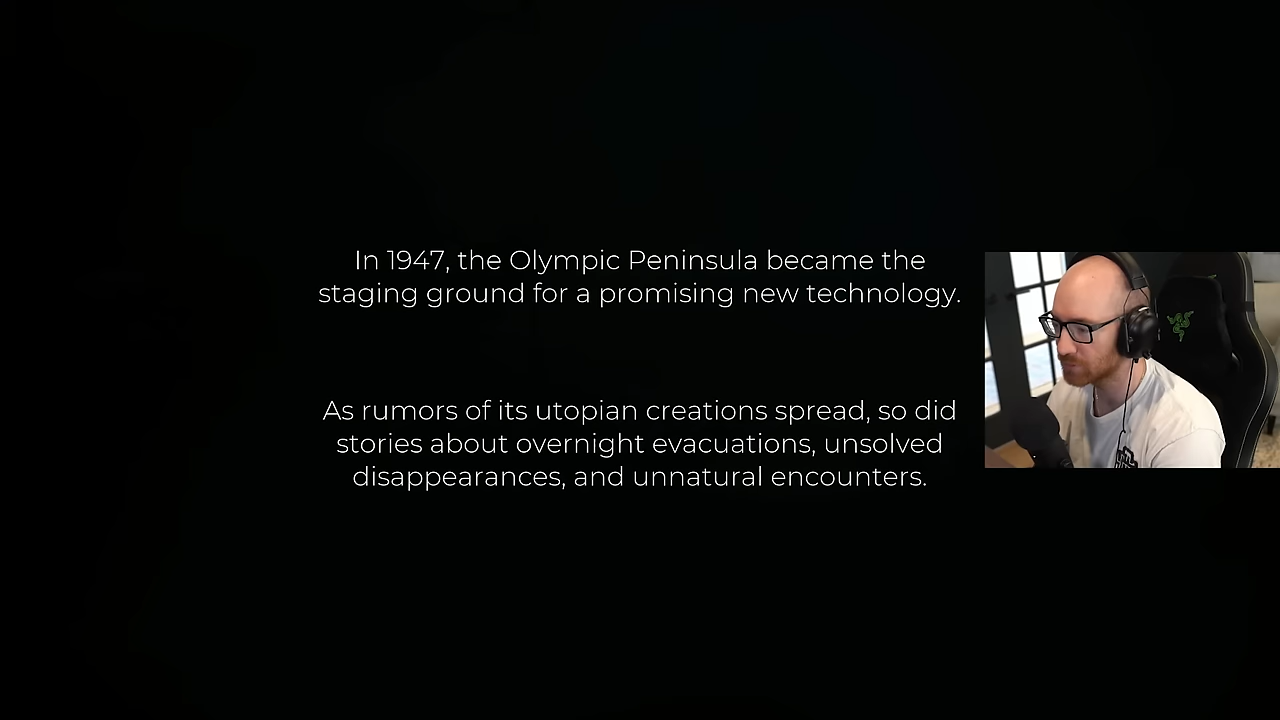 In 1947, the Olympic Peninsula became the
staging ground for a promising new technology.
As rumors of its utopian creations spread, so did
stories about overnight evacuations, unsolved
disappearances, and unnatural encounters.